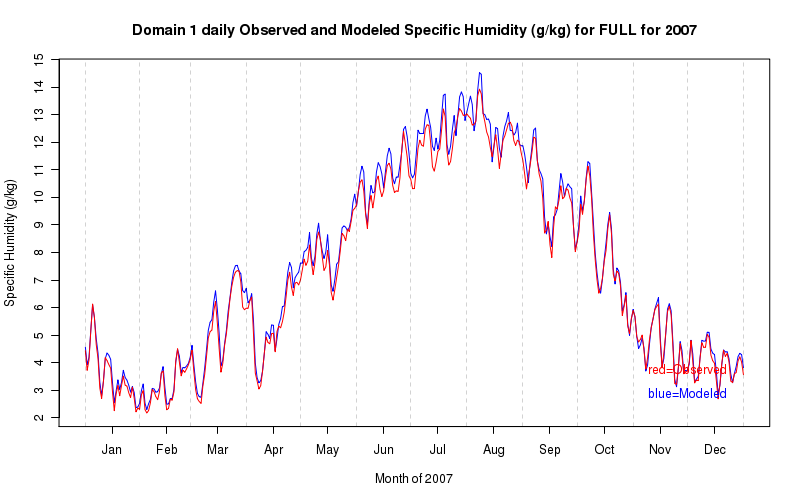 Domain 1 daily Observed and Modeled Specific Humidity (g/kg) for FULL for 2007
Specific Humidity (g/kg)
15
14
13
12
11
10
9
8
7
6
5
4
3
2
red=Observed
blue=Modeled
Jan Feb Mar Apr May Jun Jul Aug Sep Oct Nov Dec
Month of 2007